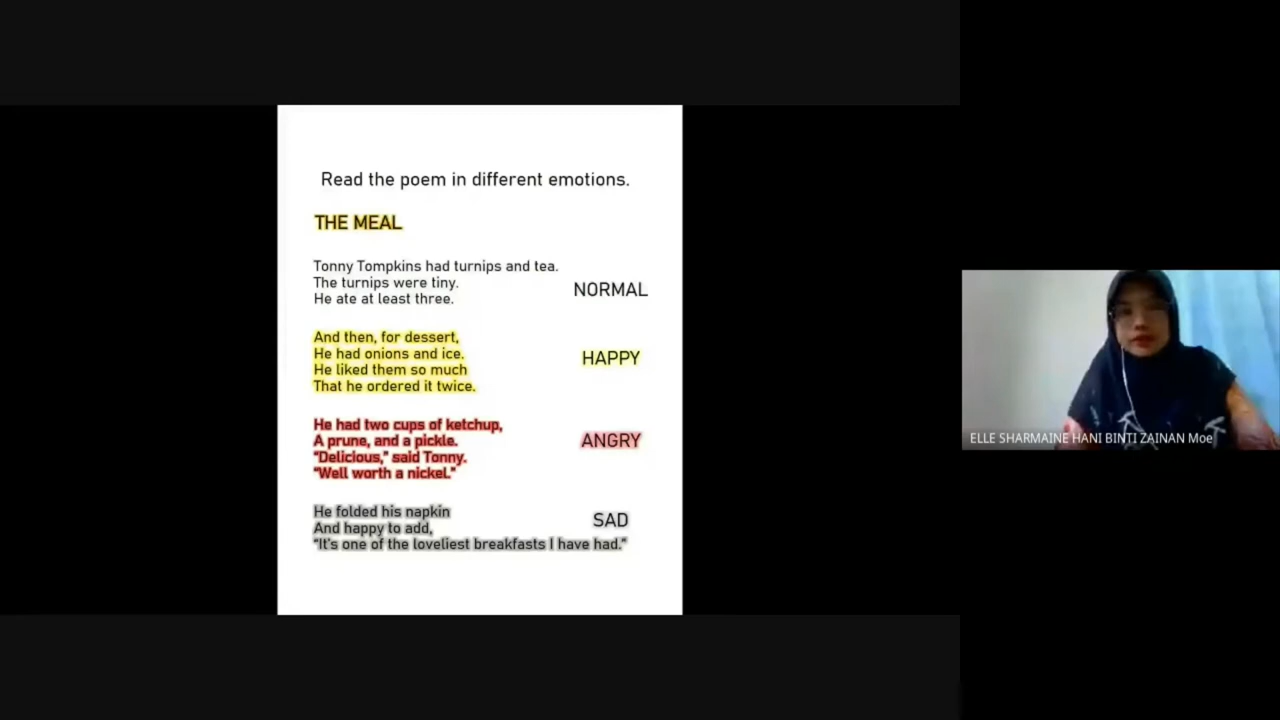 Read the poem in different emotions.
THE MEAL
Tonny Tompkins had turnips and tea.
The turnips were tiny.
He ate at least three.
NORMAL
And then, for dessert,
He had onions and ice.
He liked them so much
That he ordered it twice.
HAPPY
He had two cups of ketchup,
A prune, and a pickle.
“Delicious,” said Tonny.
“Well worth a nickel.”
ANGRY
He folded his napkin
And happy to add,
“It's one of the loveliest breakfasts I have had.”
SAD
ELLE SHARMAINE HANI BINTI ZAINAN Moe